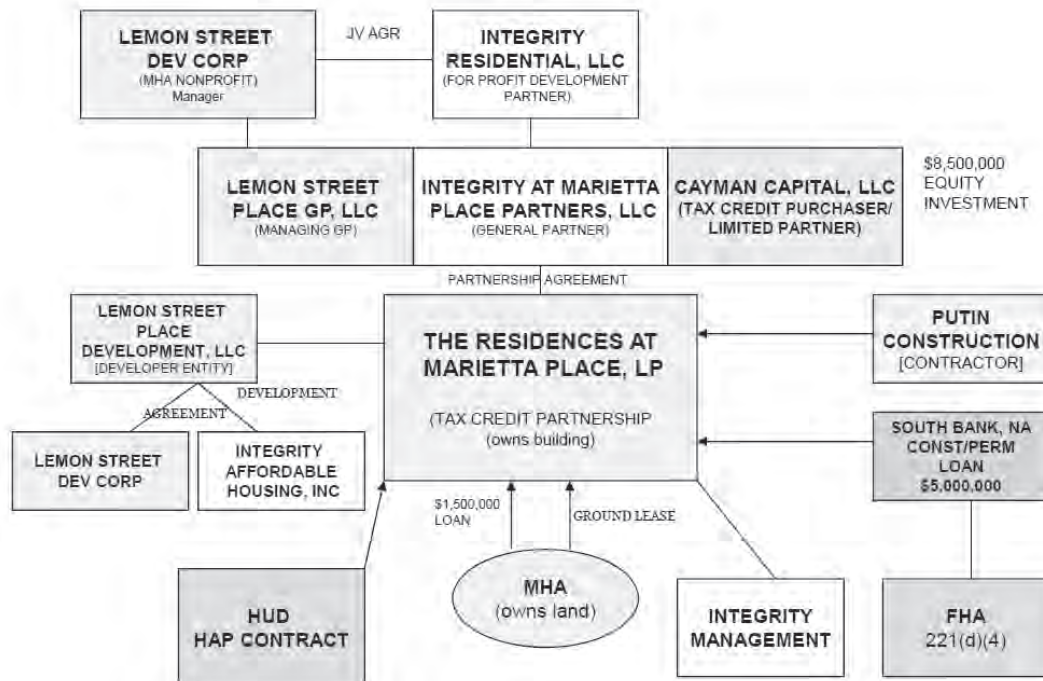 LEMON STREET
DEV CORP
(MHA NONPROFIT)
Manager
JV AGR
INTEGRITY
RESIDENTIAL, LLC
(FOR PROFIT DEVELOPMENT
PARTNER)
LEMON STREET
PLACE GP, LLC
(MANAGING GP)
INTEGRITY AT MARIETTA
PLACE PARTNERS, LLC
(GENERAL PARTNER)
CAYMAN CAPITAL, LLC
(TAX CREDIT PURCHASER/
LIMITED PARTNER)
$8,500,000
EQUITY
INVESTMENT
PARTNERSHIP AGREEMENT
LEMON STREET
PLACE
DEVELOPMENT, LLC
[DEVELOPER ENTITY]
THE RESIDENCES AT
MARIETTA PLACE, LP
(TAX CREDIT PARTNERSHIP
(owns building)
PUTIN
CONSTRUCTION
[CONTRACTOR]
DEVELOPMENT
AGREEMENT
LEMON STREET
DEV CORP
INTEGRITY
AFFORDABLE
HOUSING, INC
SOUTH BANK, NA
CONST/PERM
LOAN
$5,000,000
$1,500,000
LOAN
GROUND LEASE
HUD
HAP CONTRACT
MHA
(owns land)
INTEGRITY
MANAGEMENT
FHA
221(d)(4)